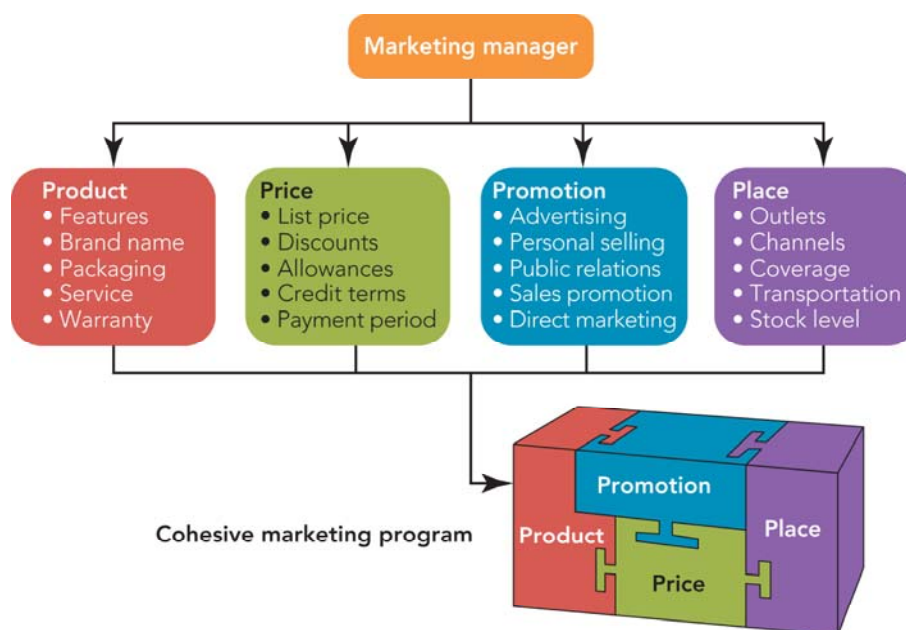 Marketing manager
Product
• Features
• Brand name
• Packaging
• Service
• Warranty
Price
• List price
• Discounts
• Allowances
• Credit terms
• Payment period
Promotion
• Advertising
• Personal selling
• Public relations
• Sales promotion
• Direct marketing
Place
• Outlets
• Channels
• Coverage
• Transportation
• Stock level
Cohesive marketing program
Promotion
Product
Place
Price